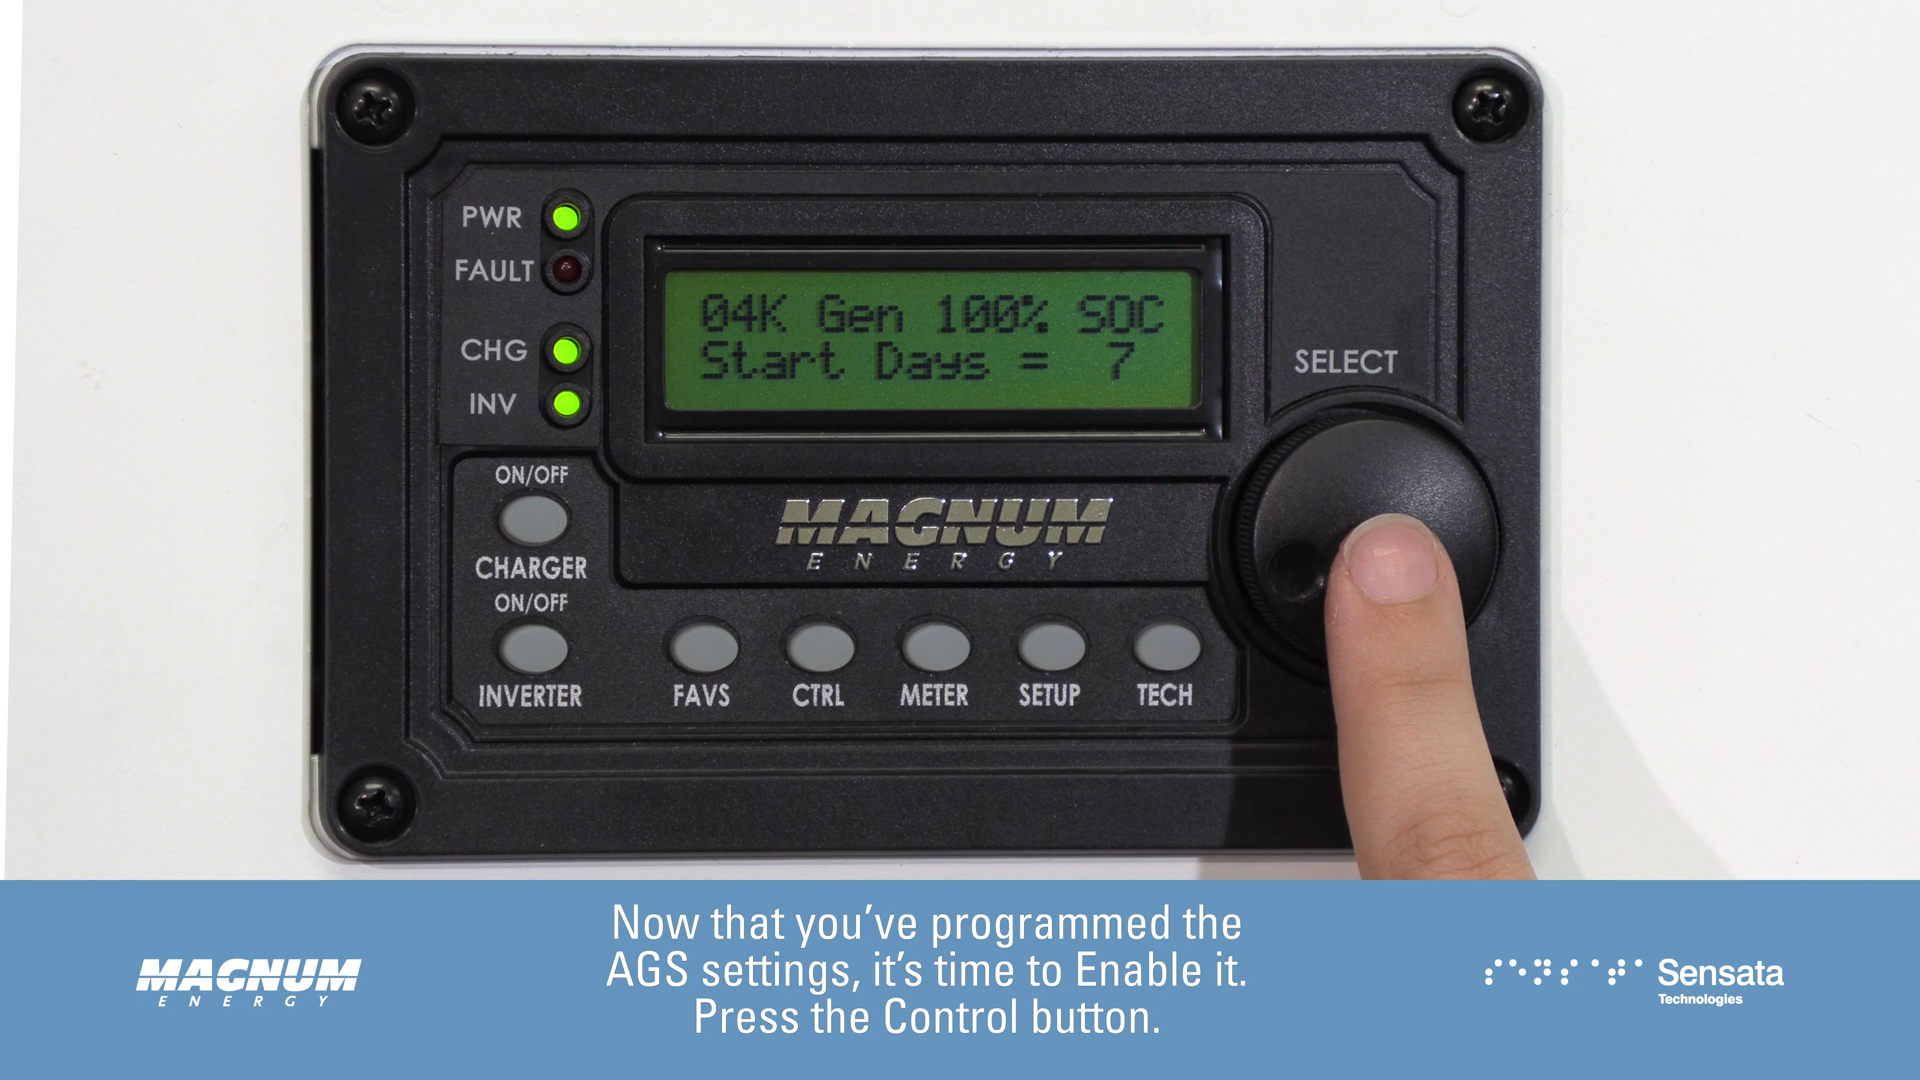 PWR
FAULT
CHG
INV
04K Gen 100% SOC
Start Days = 7
SELECT
ON/OFF
CHARGER
ON/OFF
INVERTER
MAGNUM
ENERGY
FAVS
CTRL
METER
SETUP
TECH
MAGNUM
ENERGY
Now that you've programmed the
AGS settings, it's time to Enable it.
Press the Control button.
Sensata
Technologies